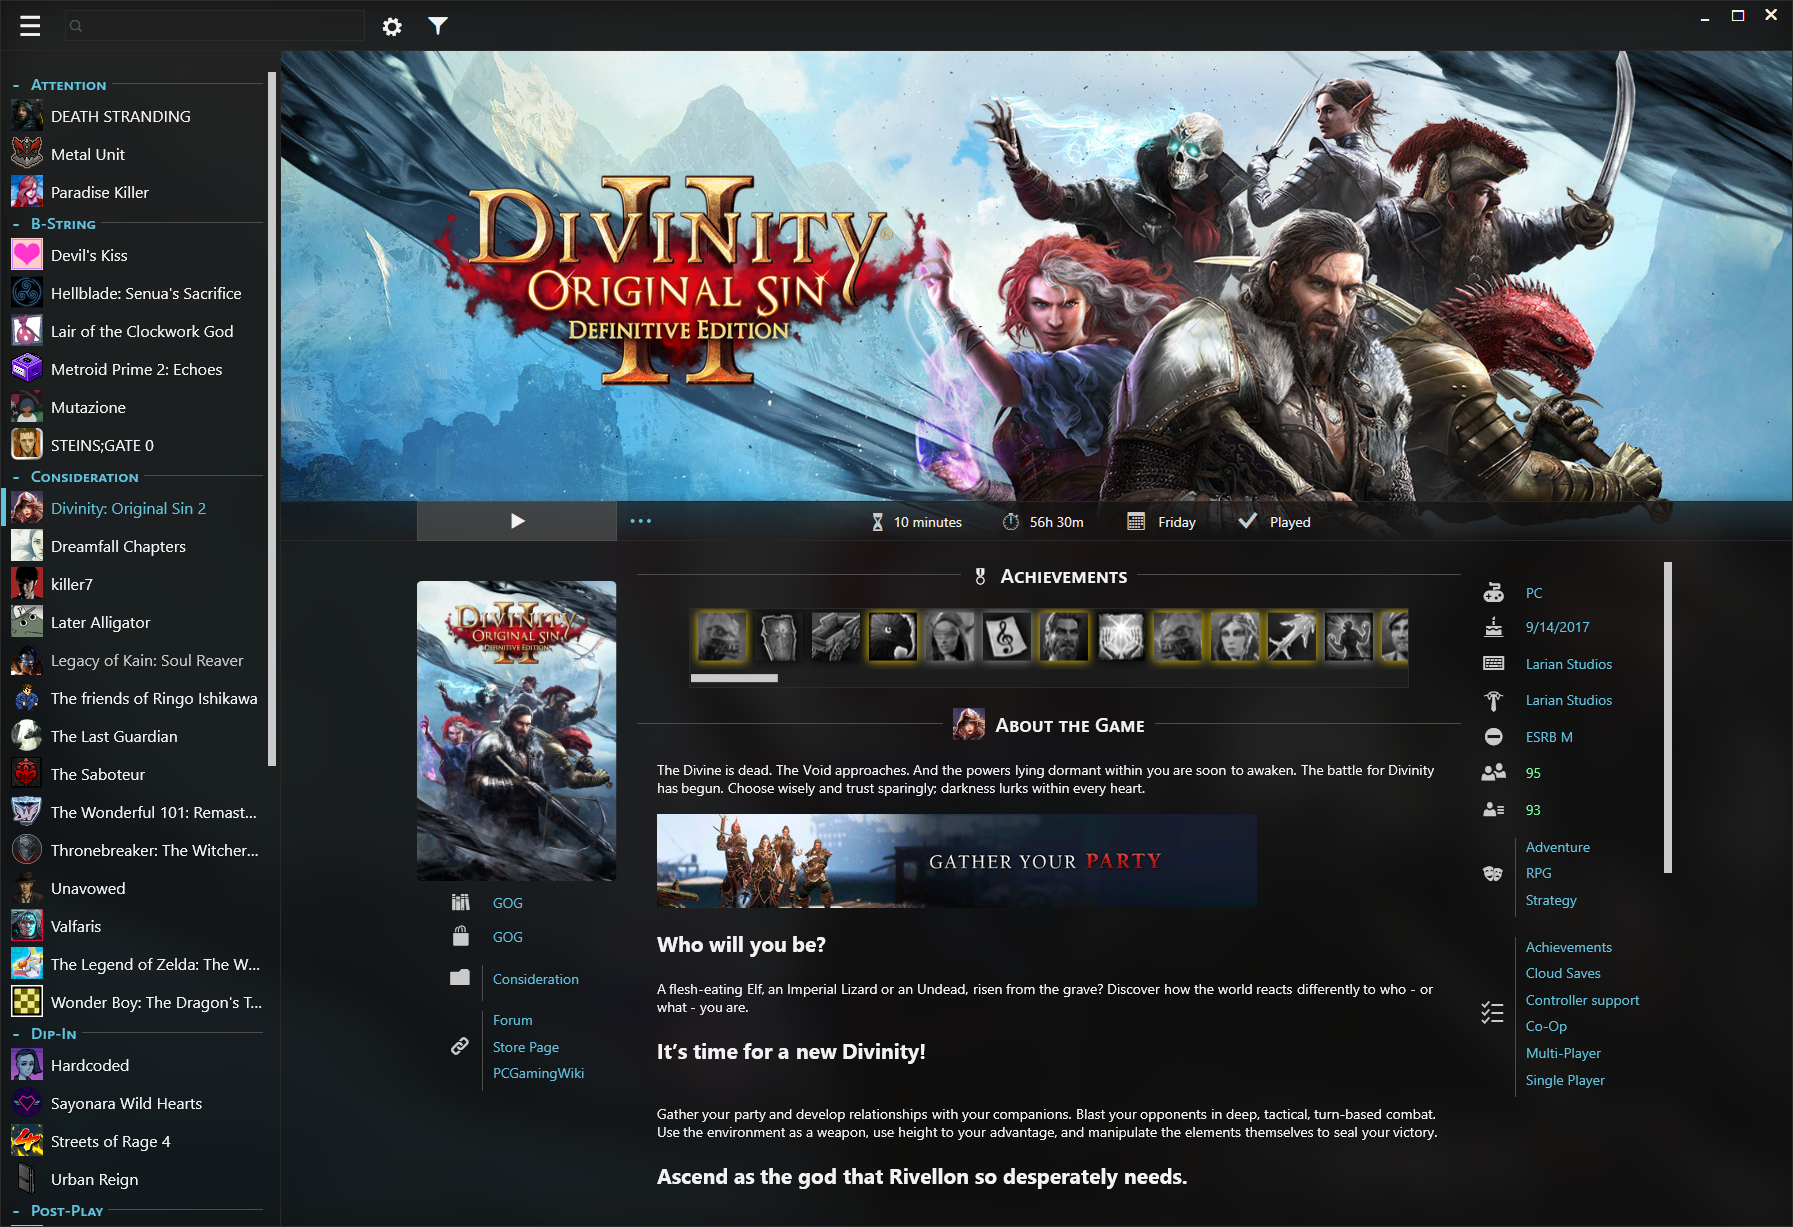 - Attention
DEATH STRANDING
Metal Unit
Paradise Killer
- B-String
Devil's Kiss
Hellblade: Senua's Sacrifice
Lair of the Clockwork God
Metroid Prime 2: Echoes
Mutazione
STEINS;GATE 0
- Consideration
Divinity: Original Sin 2
Dreamfall Chapters
killer7
Later Alligator
Legacy of Kain: Soul Reaver
The friends of Ringo Ishikawa
The Last Guardian
The Saboteur
The Wonderful 101: Remast...
Thronebreaker: The Witcher...
Unavowed
Valfaris
The Legend of Zelda: The W...
Wonder Boy: The Dragon's T...
- Dip-In
Hardcoded
Sayonara Wild Hearts
Streets of Rage 4
Urban Reign
- Post-Play
II
DIVINITY®
ORIGINAL SIN
DEFINITIVE EDITION
10 minutes
56h 30m
Friday
Played
DIVINITY
II
ORIGINAL SIN
DEFINITIVE EDITION
GOG
GOG
Consideration
Forum
Store Page
PCGamingWiki
Achievements
About the Game
The Divine is dead. The Void approaches. And the powers lying dormant within you are soon to awaken. The battle for Divinity
has begun. Choose wisely and trust sparingly; darkness lurks within every heart.
GATHER YOUR PARTY
Who will you be?
A flesh-eating Elf, an Imperial Lizard or an Undead, risen from the grave? Discover how the world reacts differently to who - or
what - you are.
It's time for a new Divinity!
Gather your party and develop relationships with your companions. Blast your opponents in deep, tactical, turn-based combat.
Use the environment as a weapon, use height to your advantage, and manipulate the elements themselves to seal your victory.
Ascend as the god that Rivellon so desperately needs.
PC
9/14/2017
Larian Studios
Larian Studios
ESRB M
95
93
Adventure
RPG
Strategy
Achievements
Cloud Saves
Controller support
Co-Op
Multi-Player
Single Player